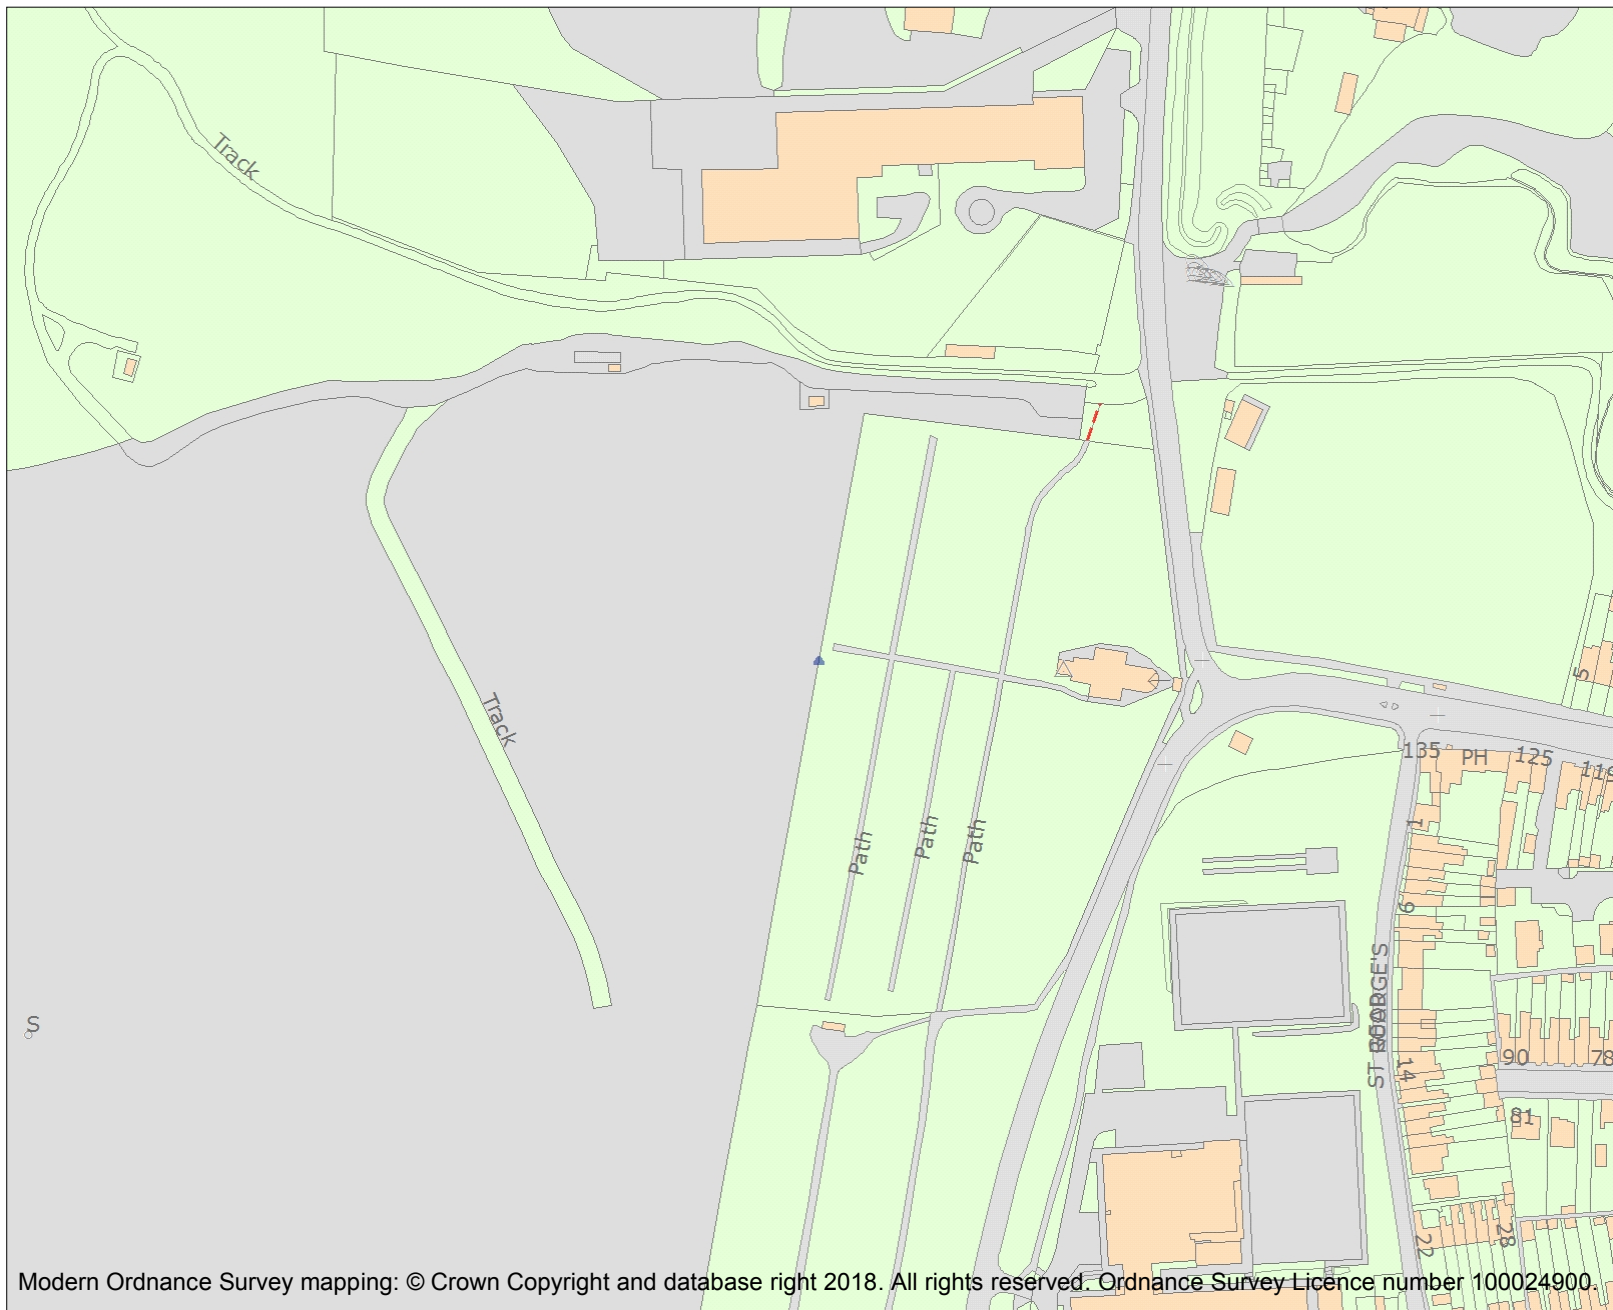 Track
5
135
PH
125
119
Track
1
Path
Path
Path
9
ST GEORGE'S
ROAD
S
14
90
78
81
22
28
Modern Ordnance Survey mapping: © Crown Copyright and database right 2018. All rights reserved. Ordnance Survey Licence number 100024900.